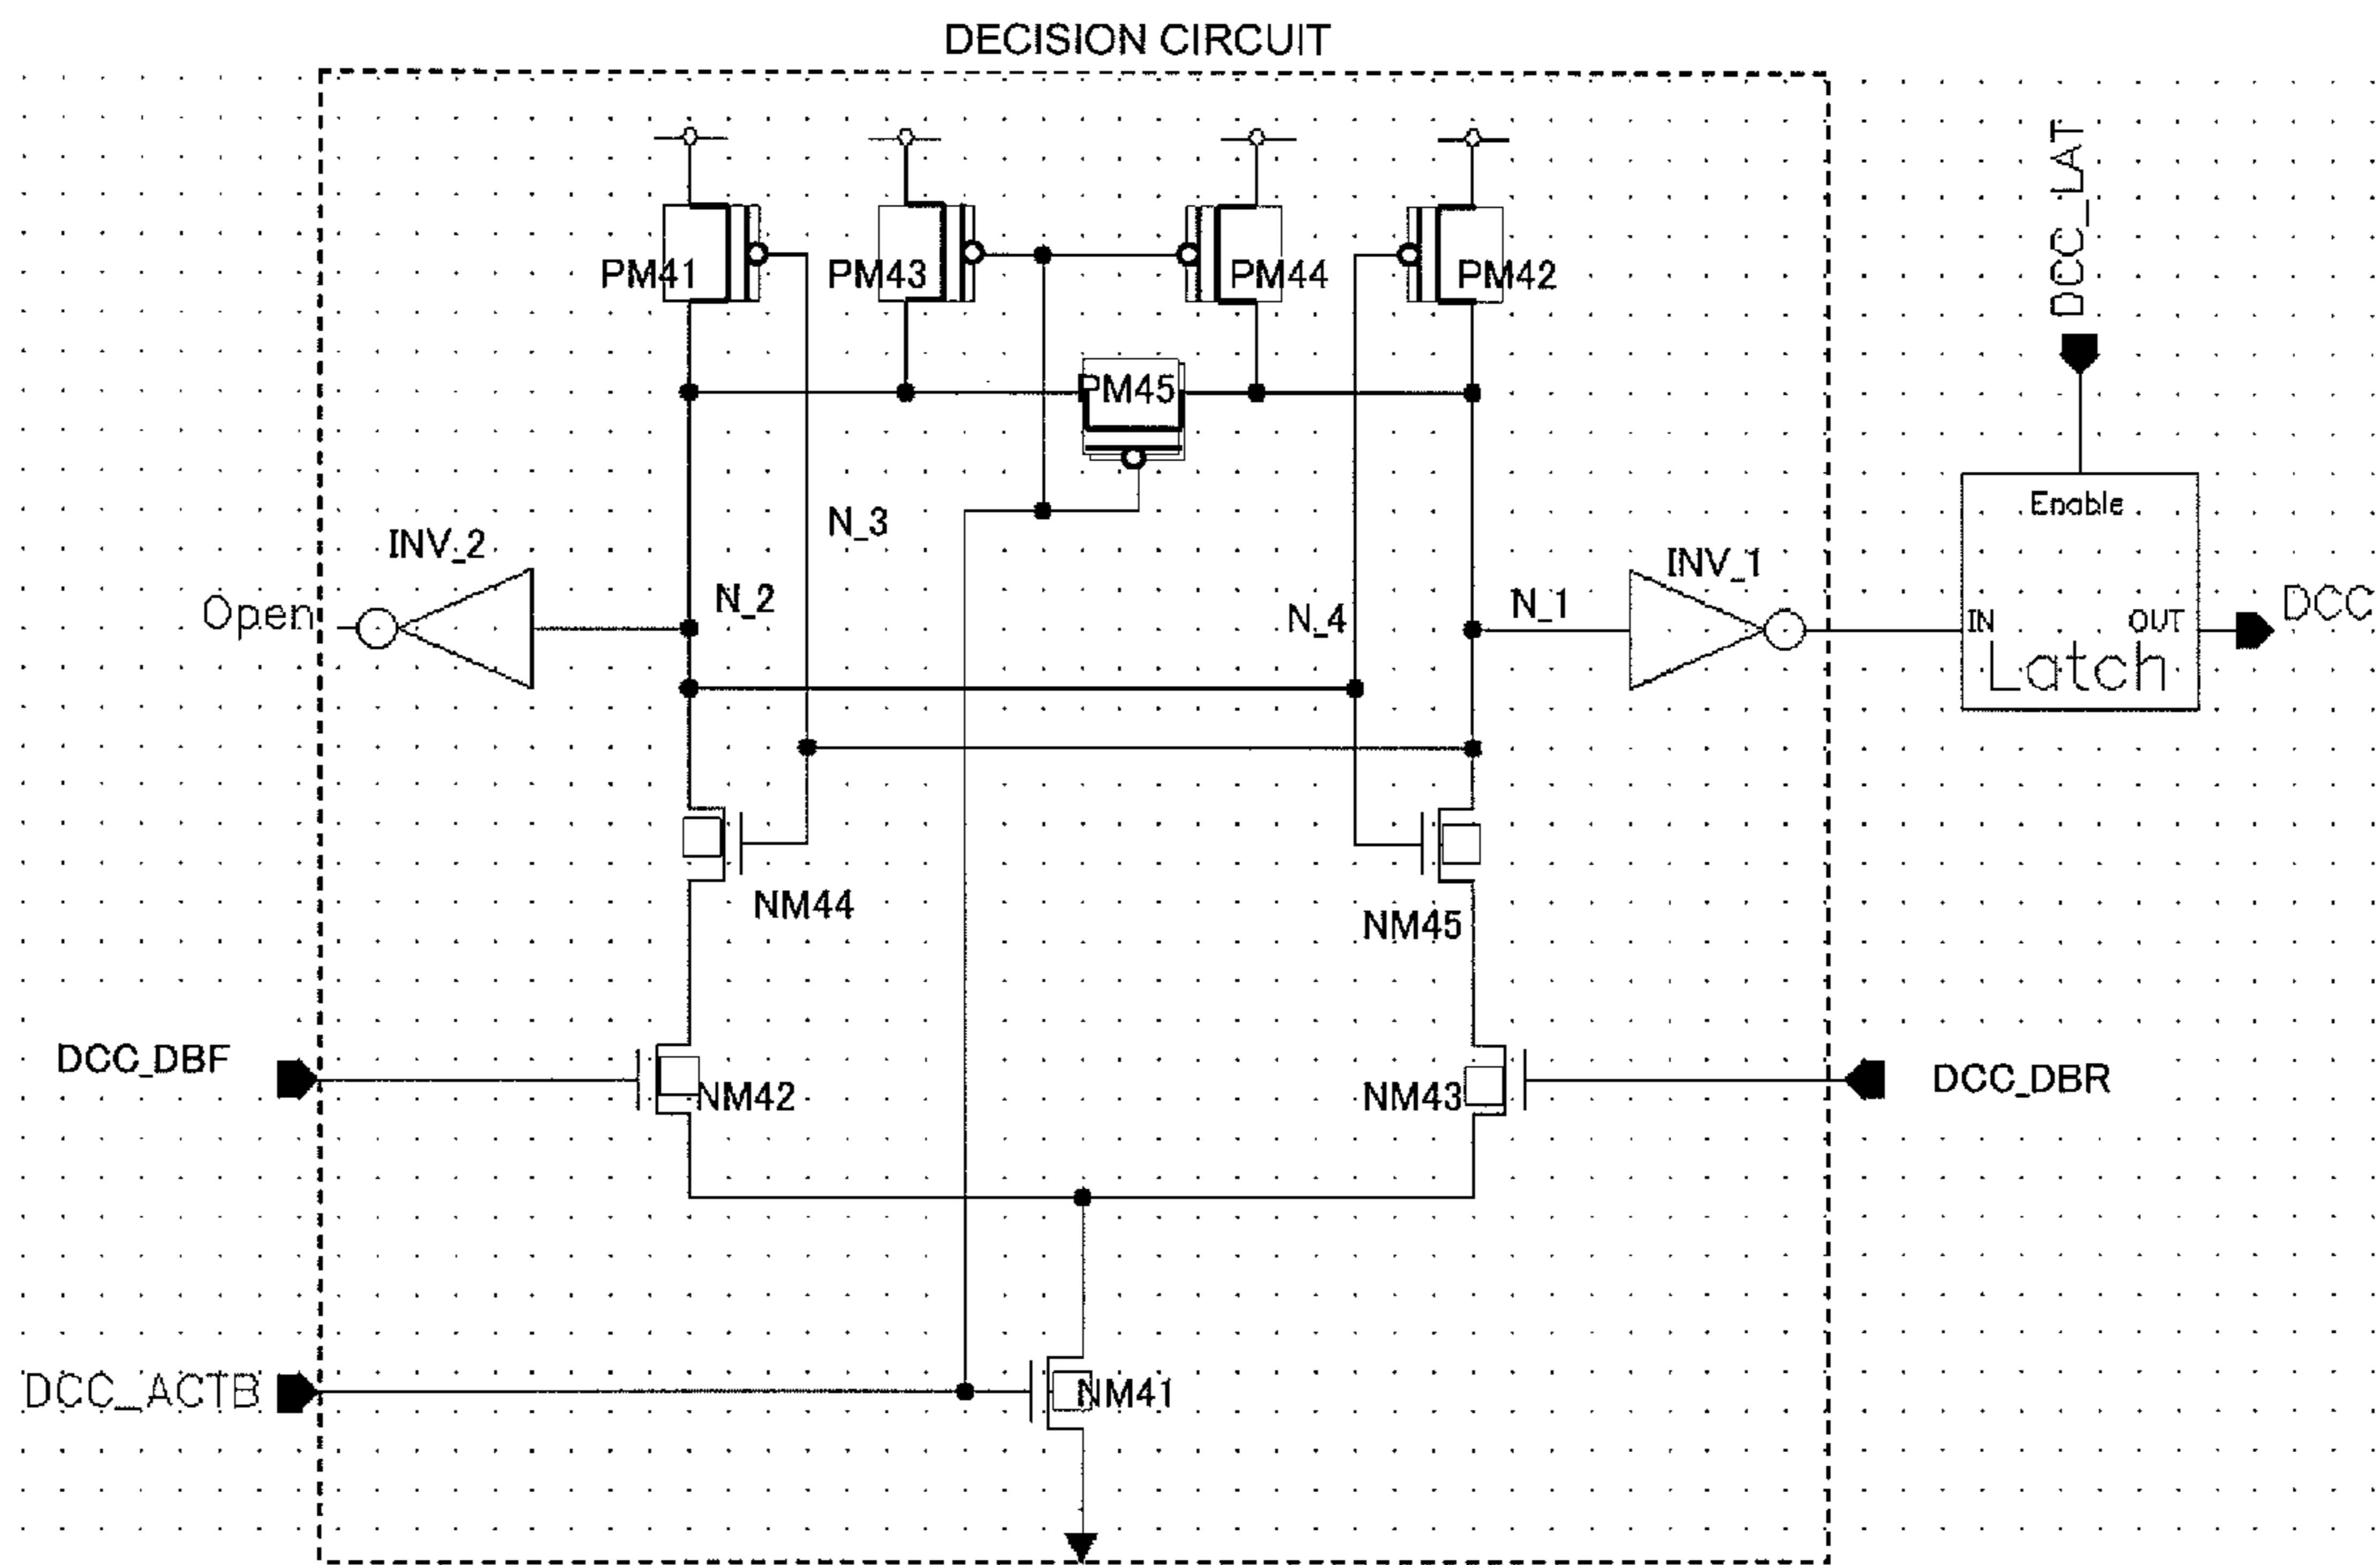 DECISION CIRCUIT
DCC_LAT
PM41
PM43
PM44
PM42
PM45
Enable
N_3
INV_2
INV_1
Open
N_2
N_4
N_1
IN
OUT
DCC
Latch
NM44
NM45
DCC_DBF
NM42
NM43
DCC_DBR
DCC_ACTB
NM41